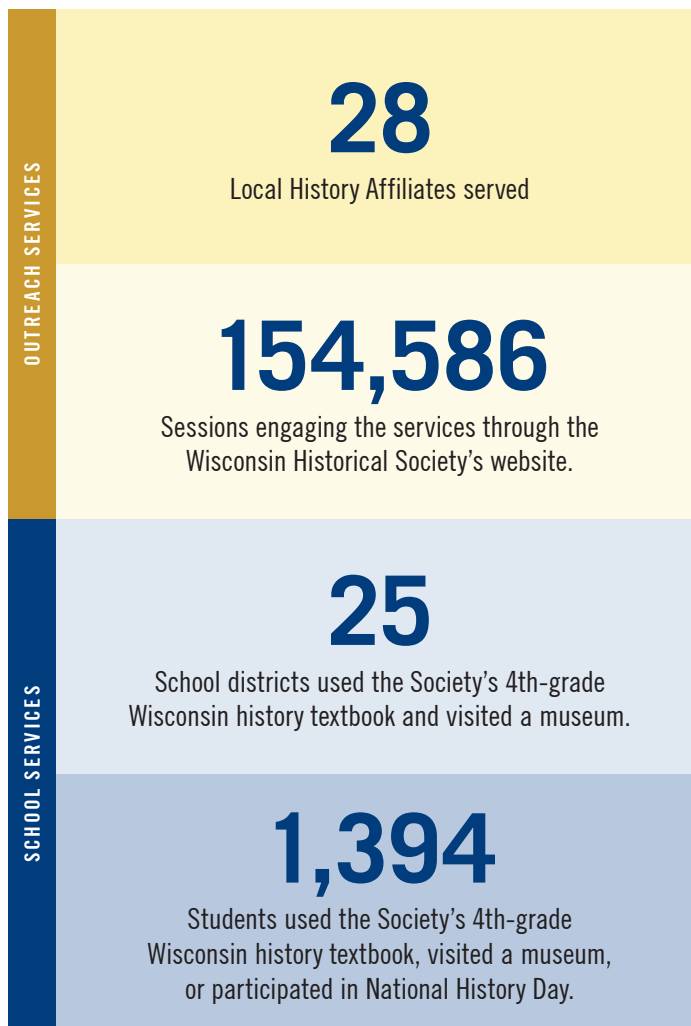 OUTREACH SERVICES
28
Local History Affiliates served
154,586
Sessions engaging the services through the
Wisconsin Historical Society's website.
SCHOOL SERVICES
25
School districts used the Society's 4th-grade
Wisconsin history textbook and visited a museum.
1,394
Students used the Society's 4th-grade
Wisconsin history textbook, visited a museum,
or participated in National History Day.